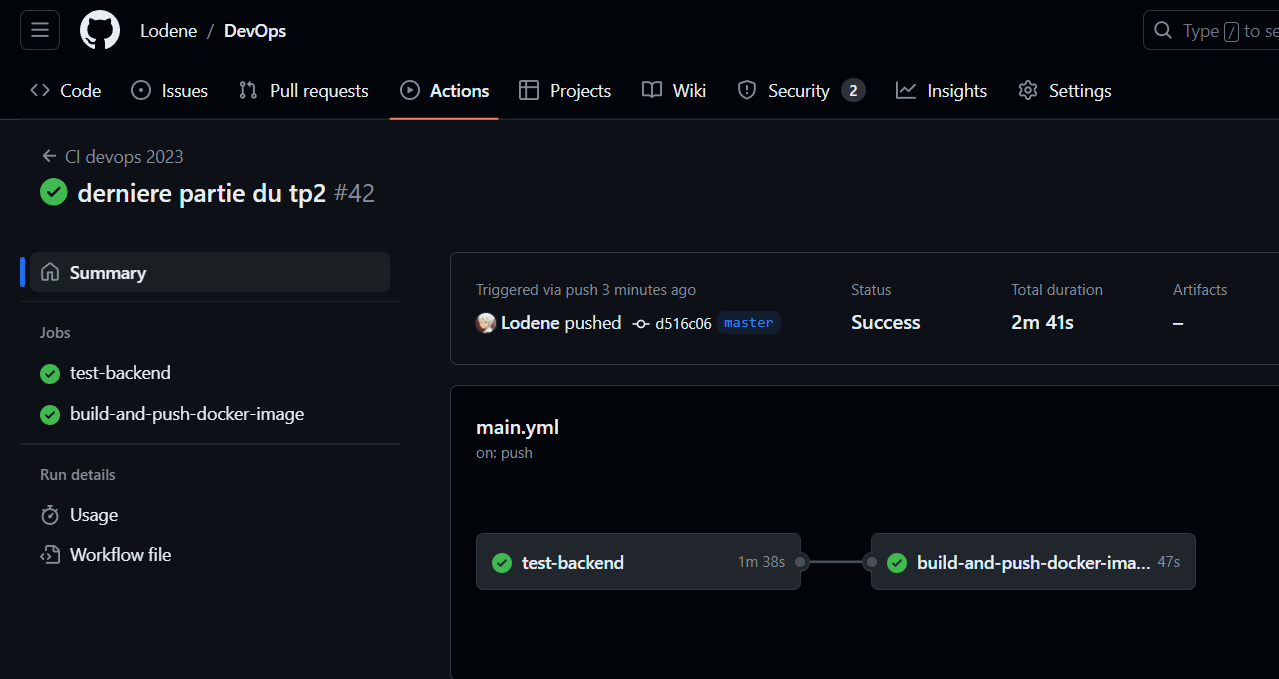 Lodene / DevOps
Type / to se
Code Issues Pull requests Actions Projects Wiki Security 2 Insights Settings
CI devops 2023
derniere partie du tp2 #42
Summary
Jobs
test-backend
build-and-push-docker-image
Run details
Usage
Workflow file
Triggered via push 3 minutes ago
Lodene pushed d516c06 master
Status
Success
Total duration
2m 41s
Artifacts
–
main.yml
on: push
test-backend 1m 38s
build-and-push-docker-ima... 47s